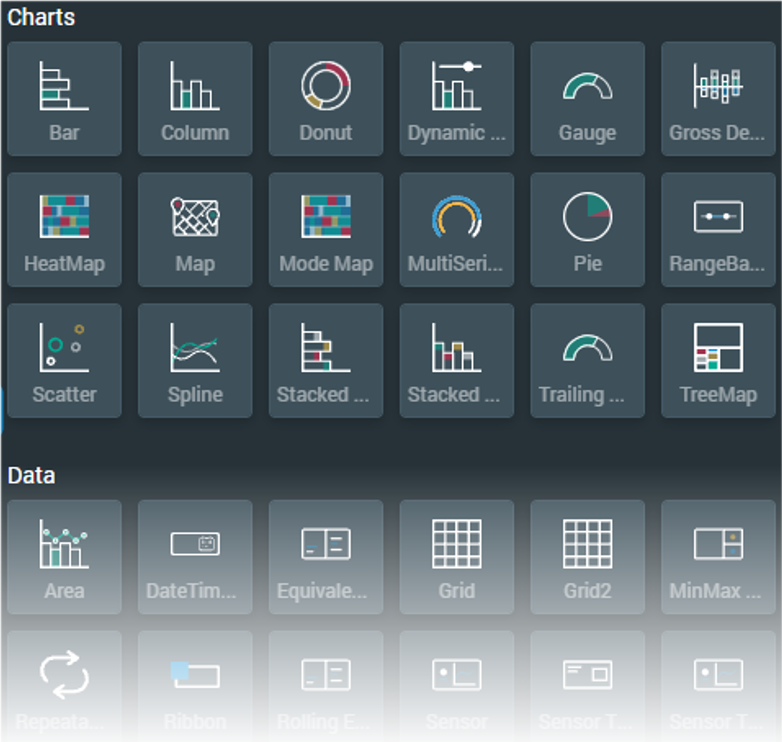 Charts
Bar Column Donut Dynamic ... Gauge Gross De...
HeatMap Map Mode Map MultiSeri... Pie RangeBa...
Scatter Spline Stacked ... Stacked ... Trailing ... TreeMap
Data
Area DateTim... Equivale... Grid Grid2 MinMax ...
Repeata... Ribbon Rolling E... Sensor Sensor T... Sensor T...